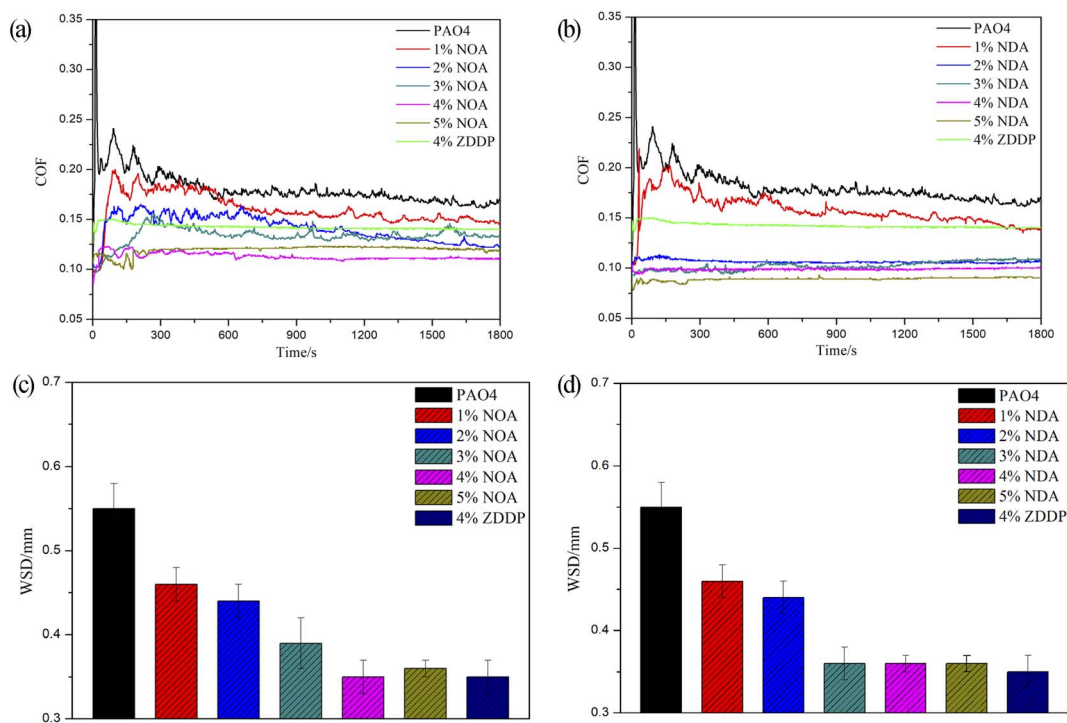 (a)
0.35
0.30
0.25
0.20
0.15
0.10
0.05
COF
0
300
600
900
1200
1500
1800
Time/s
PAO4
1% NOA
2% NOA
3% NOA
4% NOA
5% NOA
4% ZDDP
(b)
0.35
0.30
0.25
0.20
0.15
0.10
0.05
COF
0
300
600
900
1200
1500
1800
Time/s
PAO4
1% NDA
2% NDA
3% NDA
4% NDA
5% NDA
4% ZDDP
(c)
0.7
0.6
0.5
0.4
0.3
WSD/mm
PAO4
1% NOA
2% NOA
3% NOA
4% NOA
5% NOA
4% ZDDP
(d)
0.7
0.6
0.5
0.4
0.3
WSD/mm
PAO4
1% NDA
2% NDA
3% NDA
4% NDA
5% NDA
4% ZDDP